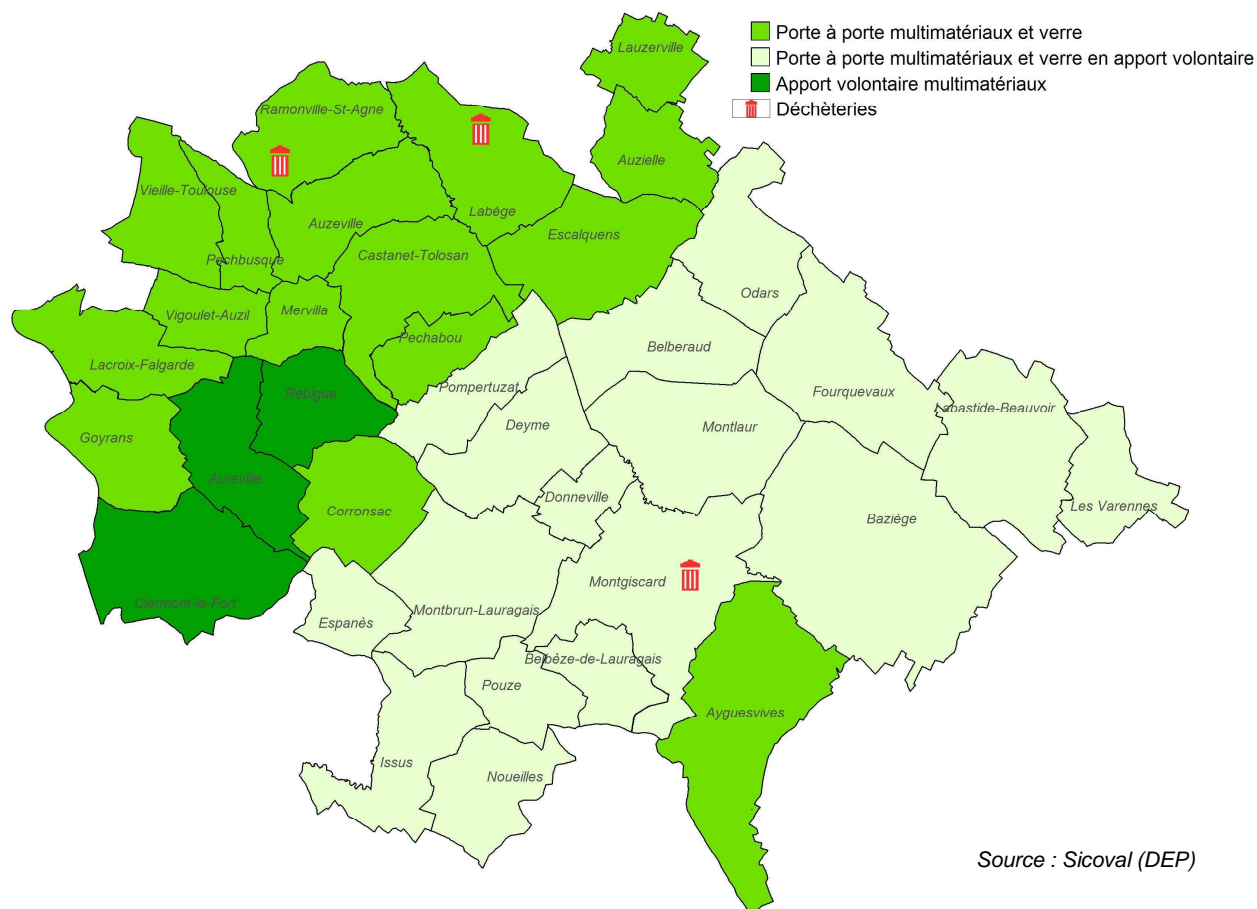 Porte à porte multimatériaux et verre
Porte à porte multimatériaux et verre en apport volontaire
Apport volontaire multimatériaux
Déchèteries
Lauzerville
Ramonville-St-Agne
Auzielle
Vieille-Toulouse
Labège
Auzeville
Escalquens
Castanet-Tolosan
Pechbusque
Odars
Vigoulet-Auzil
Mervilla
Pechabou
Belberaud
Lacroix-Falgarde
Rebigue
Pompertuzat
Fourquevaux
Labastide-Beauvoir
Deyme
Montlaur
Goyrans
Aureville
Donneville
Corronsac
Baziége
Les Varennes
Montgiscard
Clermont-le-Fort
Montbrun-Lauragais
Espanès
Belbèze-de-Lauragais
Pouze
Ayguesvives
Issus
Noueilles
Source : Sicoval (DEP)